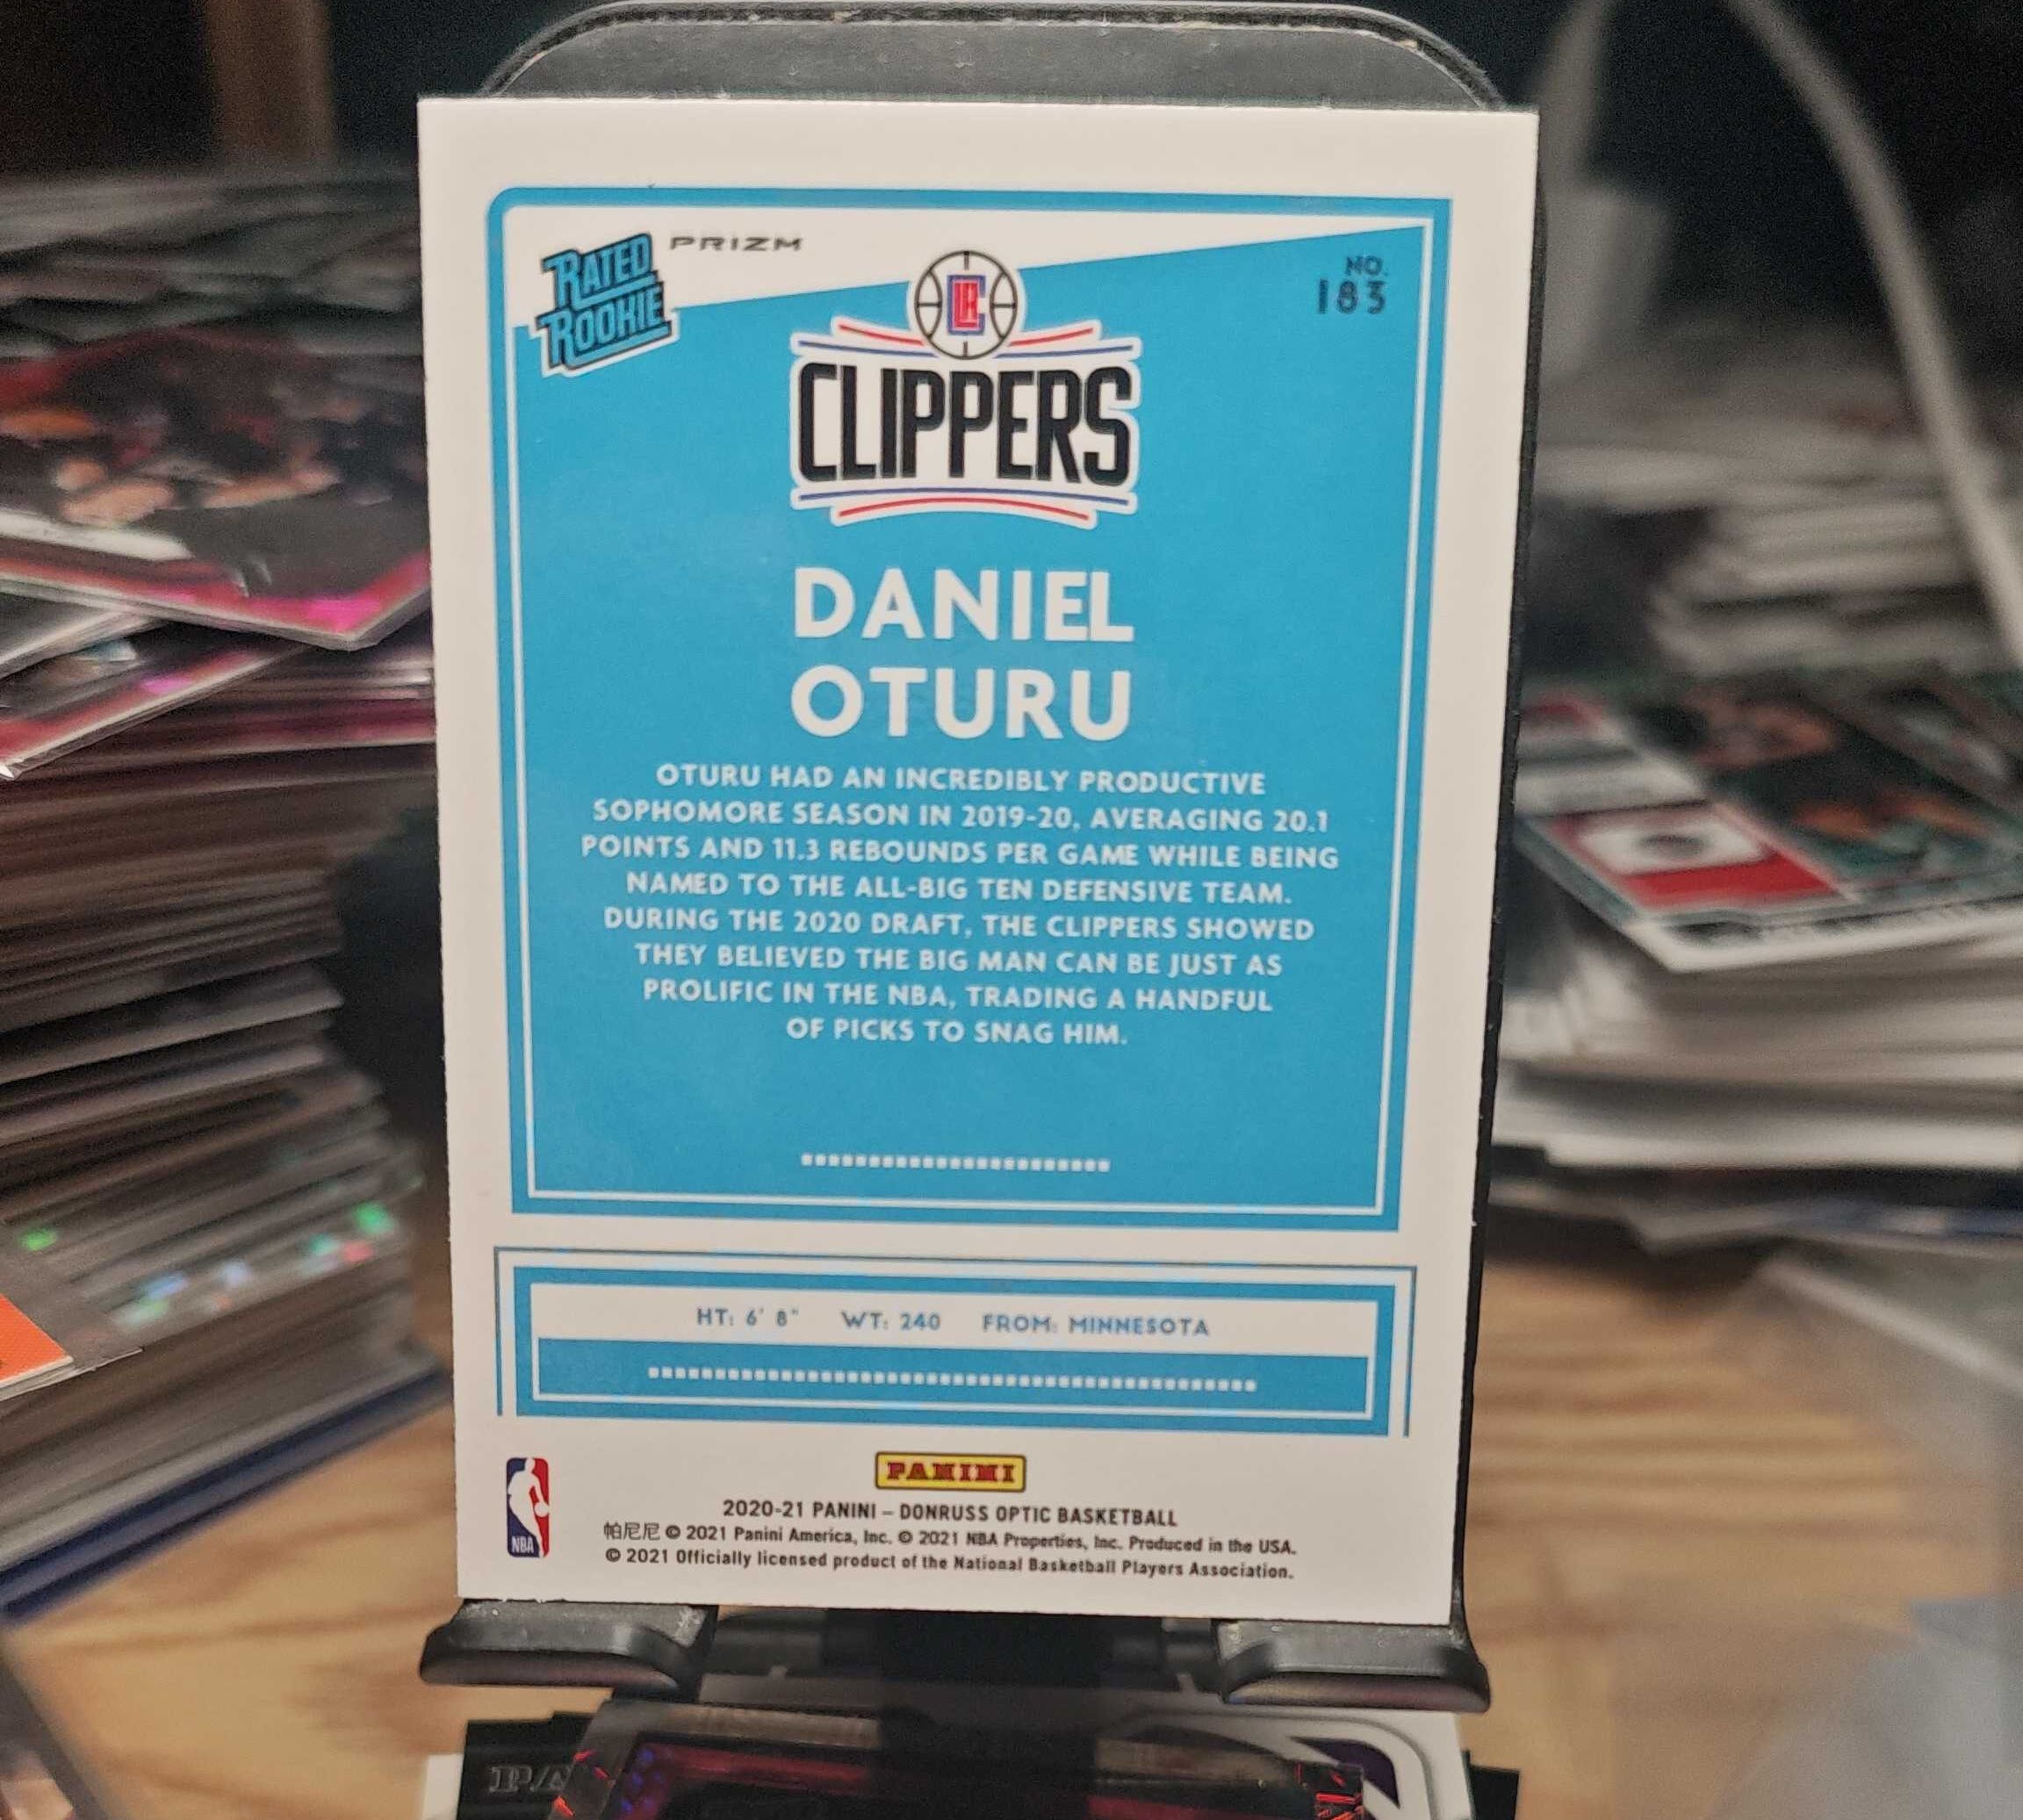 RATED
ROOKIE
PRIZM
NO.
183
CLIPPERS
DANIEL
OTURU
OTURU HAD AN INCREDIBLY PRODUCTIVE
SOPHOMORE SEASON IN 2019-20, AVERAGING 20.1
POINTS AND 11.3 REBOUNDS PER GAME WHILE BEING
NAMED TO THE ALL-BIG TEN DEFENSIVE TEAM.
DURING THE 2020 DRAFT, THE CLIPPERS SHOWED
THEY BELIEVED THE BIG MAN CAN BE JUST AS
PROLIFIC IN THE NBA, TRADING A HANDFUL
OF PICKS TO SNAG HIM.
HT: 6' 8" WT: 240 FROM: MINNESOTA
PANINI
NBA
2020-21 PANINI – DONRUSS OPTIC BASKETBALL
帕尼尼 © 2021 Panini America, Inc. © 2021 NBA Properties, Inc. Produced in the USA.
© 2021 Officially licensed product of the National Basketball Players Association.